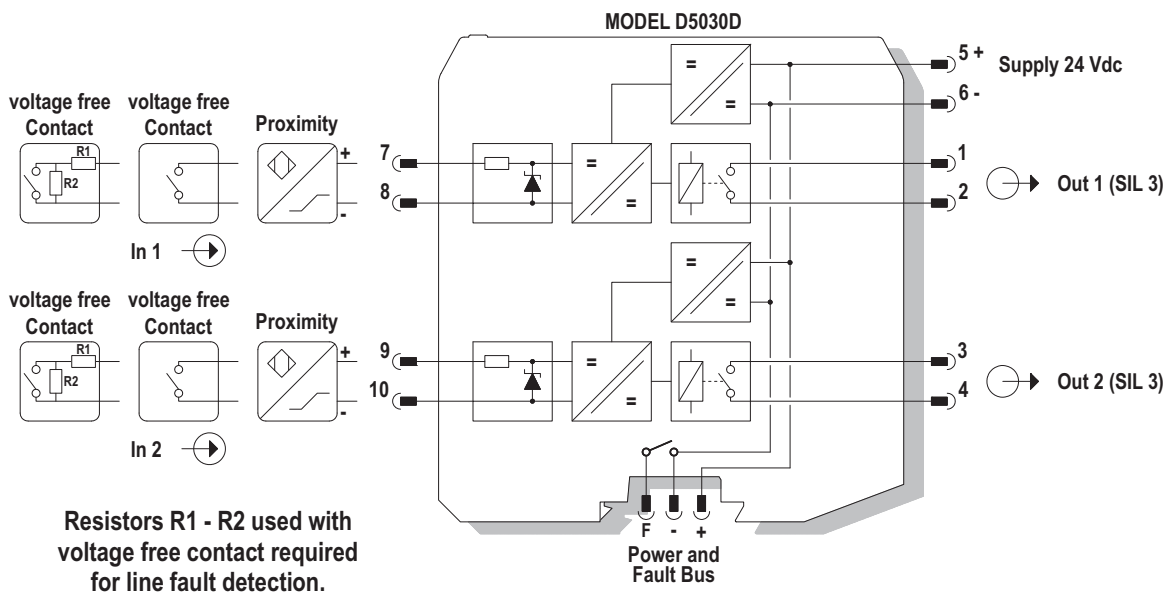 MODEL D5030D
5 +
Supply 24 Vdc
6 -
voltage free
Contact
voltage free
Contact
Proximity
R1
R2
+
-
7
8
=
=
=
=
1
2
Out 1 (SIL 3)
In 1
voltage free
Contact
voltage free
Contact
Proximity
R1
R2
+
-
9
10
=
=
=
=
3
4
Out 2 (SIL 3)
In 2
Resistors R1 - R2 used with
voltage free contact required
for line fault detection.
F - +
Power and
Fault Bus